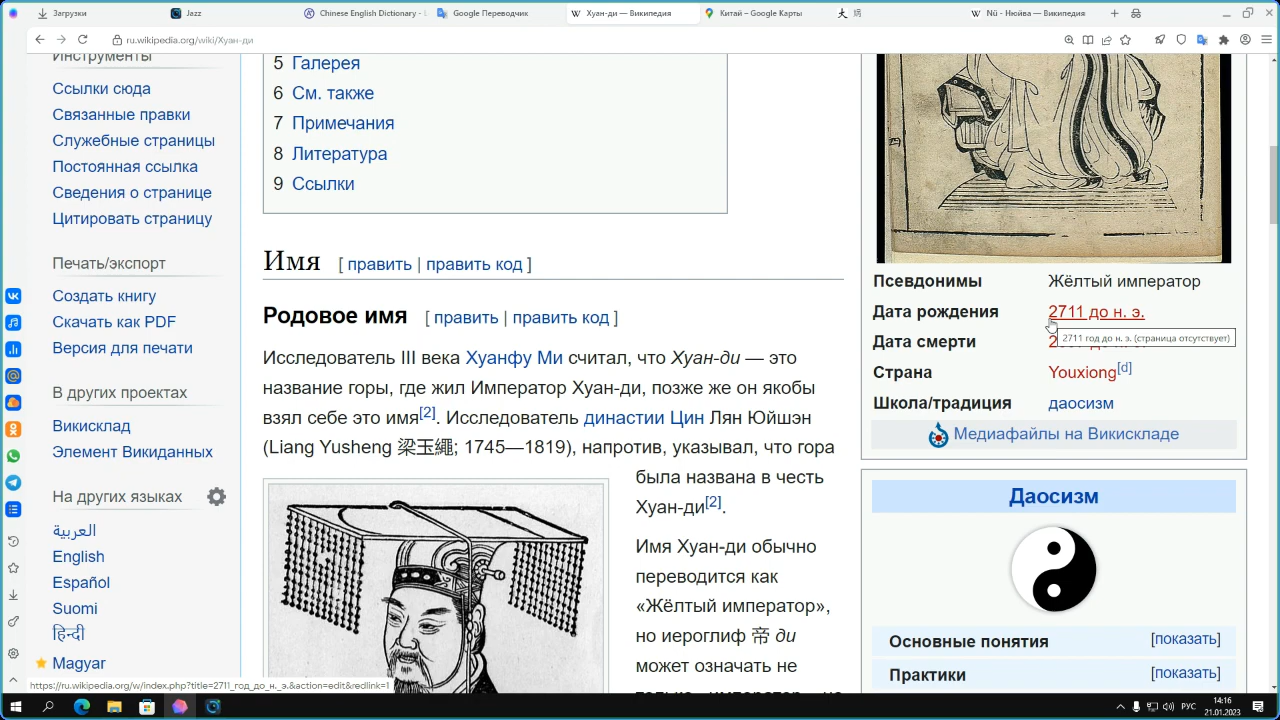 Загрузки
Jazz
Chinese English Dictionary - L
Google Переводчик
Хуан-ди — Википедия
Китай – Google Карты
Nü - Нюйва — Википедия
ru.wikipedia.org/wiki/Хуан-ди
Инструменты
Ссылки сюда
Связанные правки
Служебные страницы
Постоянная ссылка
Сведения о странице
Цитировать страницу
Печать/экспорт
Создать книгу
Скачать как PDF
Версия для печати
В других проектах
Викисклад
Элемент Викиданных
На других языках
العربية
English
Español
Suomi
हिन्दी
Magyar
5 Галерея
6 См. также
7 Примечания
8 Литература
9 Ссылки
Имя [ править | править код ]
Родовое имя [ править | править код ]
Исследователь III века Хуанфу Ми считал, что Хуан-ди — это
название горы, где жил Император Хуан-ди, позже же он якобы
взял себе это имя[2]. Исследователь династии Цин Лян Юйшэн
(Liang Yusheng 梁玉繩; 1745—1819), напротив, указывал, что гора
была названа в честь
Хуан-ди[2].
Имя Хуан-ди обычно
переводится как
«Жёлтый император»,
но иероглиф 帝 ди
может означать не
Псевдонимы Жёлтый император
Дата рождения 2711 до н. э.
2711 год до н. э. (страница отсутствует)
Дата смерти
Страна Youxiong[d]
Школа/традиция даосизм
Медиафайлы на Викискладе
Даосизм
Основные понятия [показать]
Практики [показать]
https://ru.wikipedia.org/w/index.php?title=2711_год_до_н._э.&action=edit&redlink=1
РУС
14:16
21.01.2023